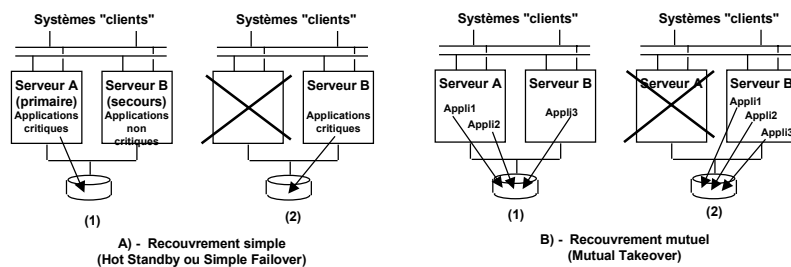 Systèmes "clients"
Serveur A
(primaire)
Applications
critiques
Serveur B
(secours)
Applications
non
critiques
(1)
Systèmes "clients"
Serveur B
Applications
critiques
(2)
A) - Recouvrement simple
(Hot Standby ou Simple Failover)
Systèmes "clients"
Serveur A
Appli1
Appli2
Serveur B
Appli3
(1)
Systèmes "clients"
Serveur A
Serveur B
Appli1
Appli2
Appli3
(2)
B) - Recouvrement mutuel
(Mutual Takeover)